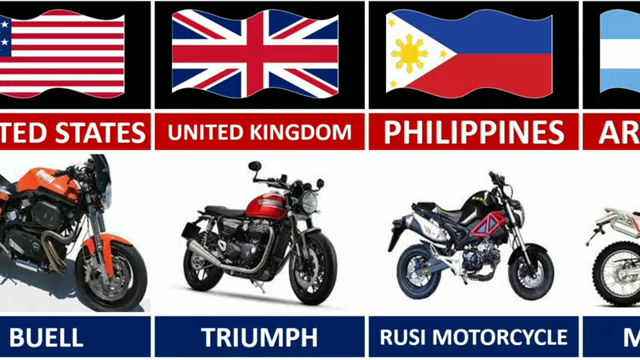 TED STATES
UNITED KINGDOM
PHILIPPINES
AR
BUELL
TRIUMPH
RUSI MOTORCYCLE
M